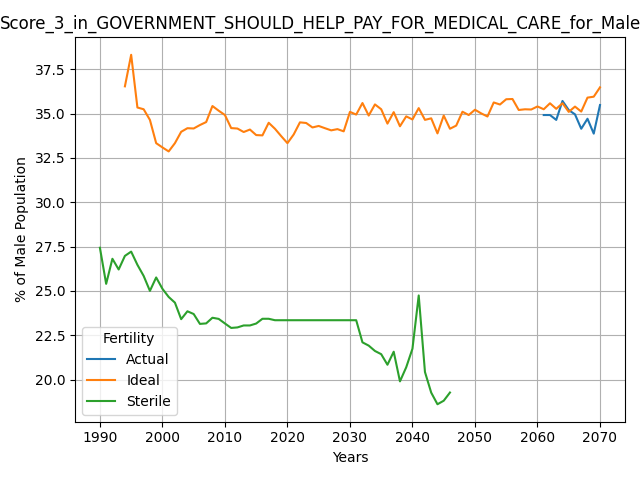 Score_3_in_GOVERNMENT_SHOULD_HELP_PAY_FOR_MEDICAL_CARE_for_Male
37.5
35.0
32.5
30.0
27.5
25.0
22.5
20.0
% of Male Population
Fertility
Actual
Ideal
Sterile
1990 2000 2010 2020 2030 2040 2050 2060 2070
Years